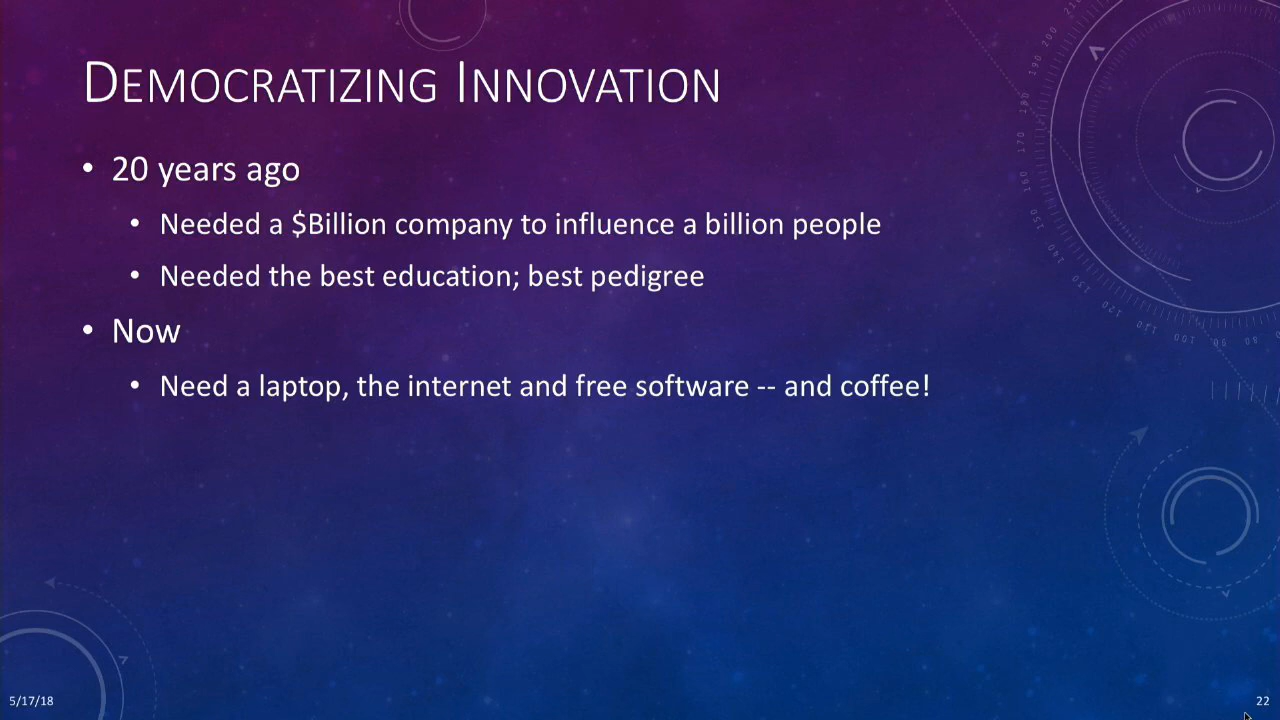 DEMOCRATIZING INNOVATION
• 20 years ago
• Needed a $Billion company to influence a billion people
• Needed the best education; best pedigree
• Now
• Need a laptop, the internet and free software -- and coffee!
5/17/18
22